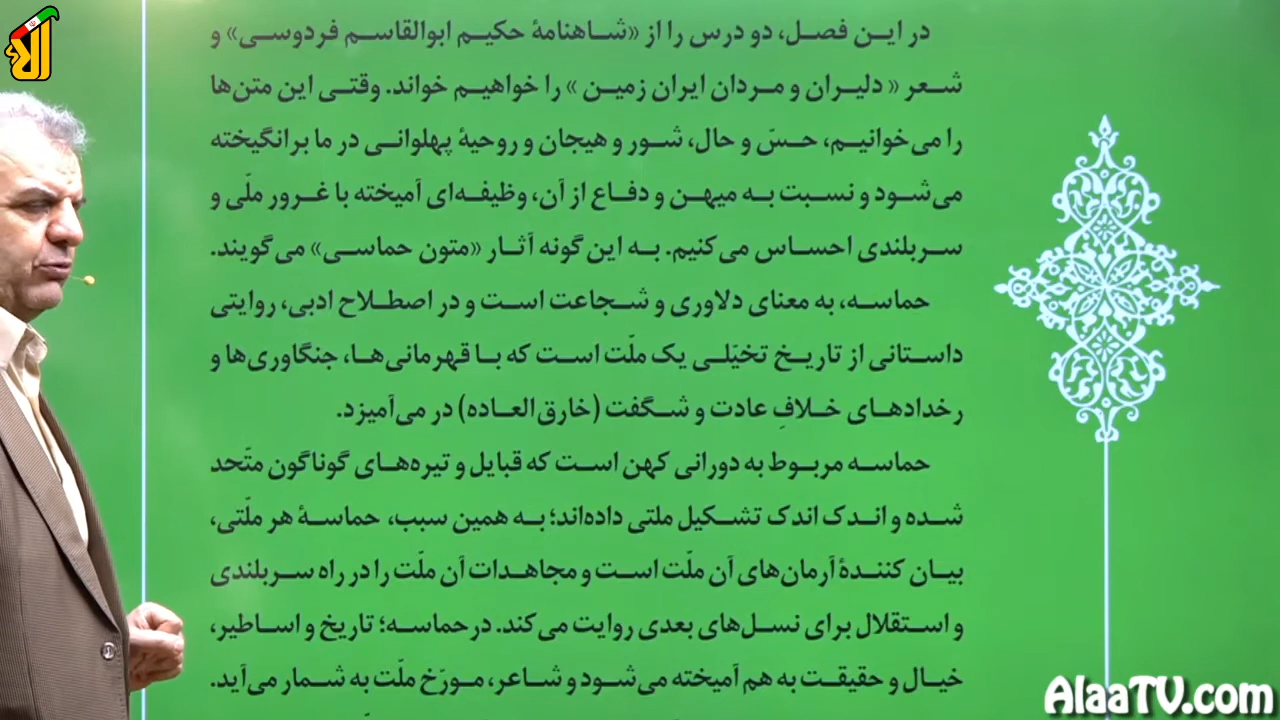 در این فصل، دو درس را از «شاهنامهٔ حکیم ابوالقاسم فردوسی» و
شعر « دلیران و مردان ایران زمین » را خواهیم خواند. وقتی این متن‌ها
را می‌خوانیم، حسّ و حال، شور و هیجان و روحیهٔ پهلوانی در ما برانگیخته
می‌شود و نسبت به میهن و دفاع از آن، وظیفه‌ای آمیخته با غرور ملّی و
سربلندی احساس می‌کنیم. به این گونه آثار «متون حماسی» می‌گویند.
حماسه، به معنای دلاوری و شجاعت است و در اصطلاح ادبی، روایتی
داستانی از تاریخ تخیّلی یک ملّت است که با قهرمانی‌ها، جنگاوری‌ها و
رخدادهای خلافِ عادت و شگفت (خارق‌العاده) در می‌آمیزد.
حماسه مربوط به دورانی کهن است که قبایل و تیره‌های گوناگون متّحد
شده و اندک اندک تشکیل ملتی داده‌اند؛ به همین سبب، حماسهٔ هر ملّتی،
بیان کنندهٔ آرمان‌های آن ملّت است و مجاهدات آن ملّت را در راه سربلندی
و استقلال برای نسل‌های بعدی روایت می‌کند. در حماسه؛ تاریخ و اساطیر،
خیال و حقیقت به هم آمیخته می‌شود و شاعر، مورّخ ملّت به شمار می‌آید.
الا
AlaaTV.com